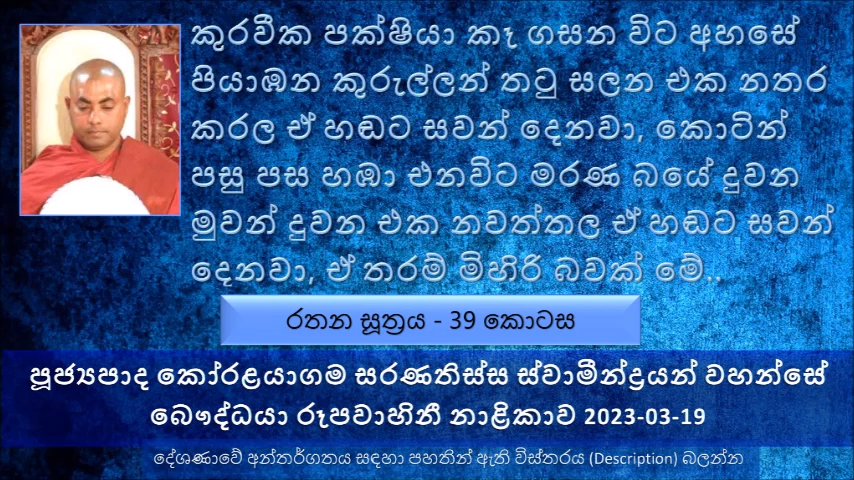 කුරවීක පක්ෂියා කෑ ගසන විට අහසේ
පියාඹන කුරුල්ලන් තටු සලන එක නතර
කරල ඒ හඬට සවන් දෙනවා, කොටින්
පසු පස හඹා එනවිට මරණ බයේ දුවන
මුවන් දුවන එක නවත්තල ඒ හඬට සවන්
දෙනවා, ඒ තරම් මිහිරි බවක් මේ..
රතන සූත්‍රය - 39 කොටස
පූජ්‍යපාද කෝරළයාගම සරණතිස්ස ස්වාමීන්ද්‍රයන් වහන්සේ
බෞද්ධයා රූපවාහිනී නාළිකාව 2023-03-19
දේශණාවේ අන්තර්ගතය සඳහා පහතින් ඇති විස්තරය (Description) බලන්න